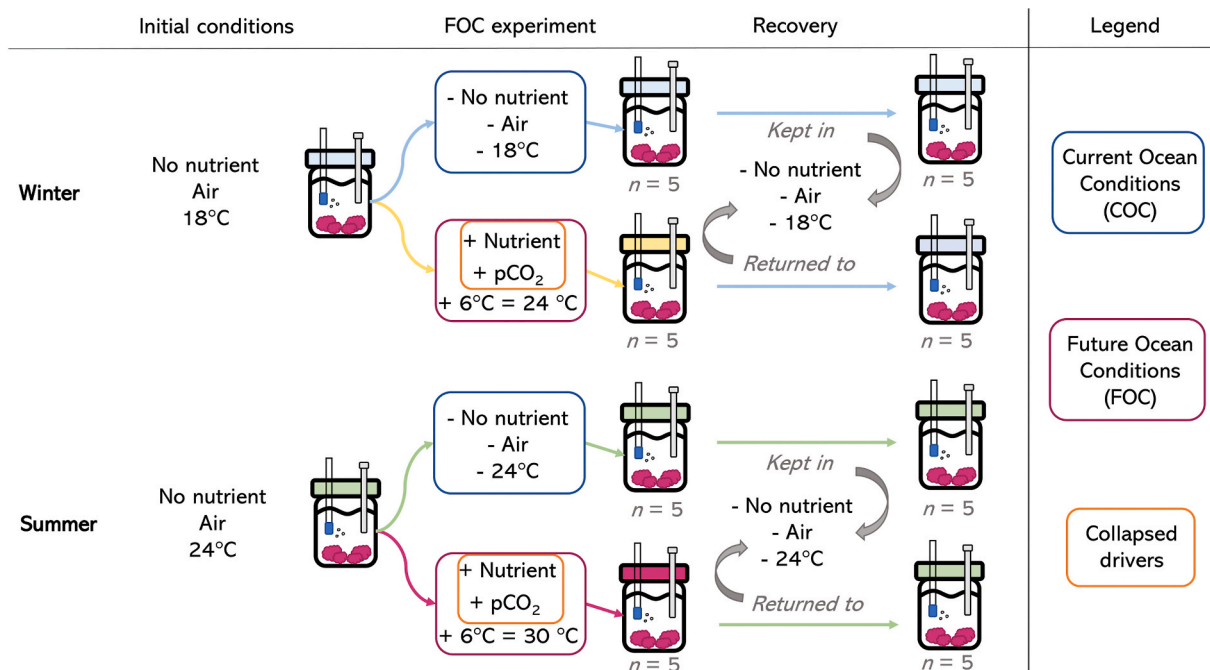 Initial conditions
FOC experiment
Recovery
Legend
Winter
No nutrient
Air
18°C
- No nutrient
- Air
- 18°C
n = 5
+ Nutrient
+ pCO₂
+ 6°C = 24 °C
n = 5
Kept in
- No nutrient
- Air
- 18°C
Returned to
n = 5
n = 5
Summer
No nutrient
Air
24°C
- No nutrient
- Air
- 24°C
n = 5
+ Nutrient
+ pCO₂
+ 6°C = 30 °C
n = 5
Kept in
- No nutrient
- Air
- 24°C
Returned to
n = 5
n = 5
Current Ocean
Conditions
(COC)
Future Ocean
Conditions
(FOC)
Collapsed
drivers